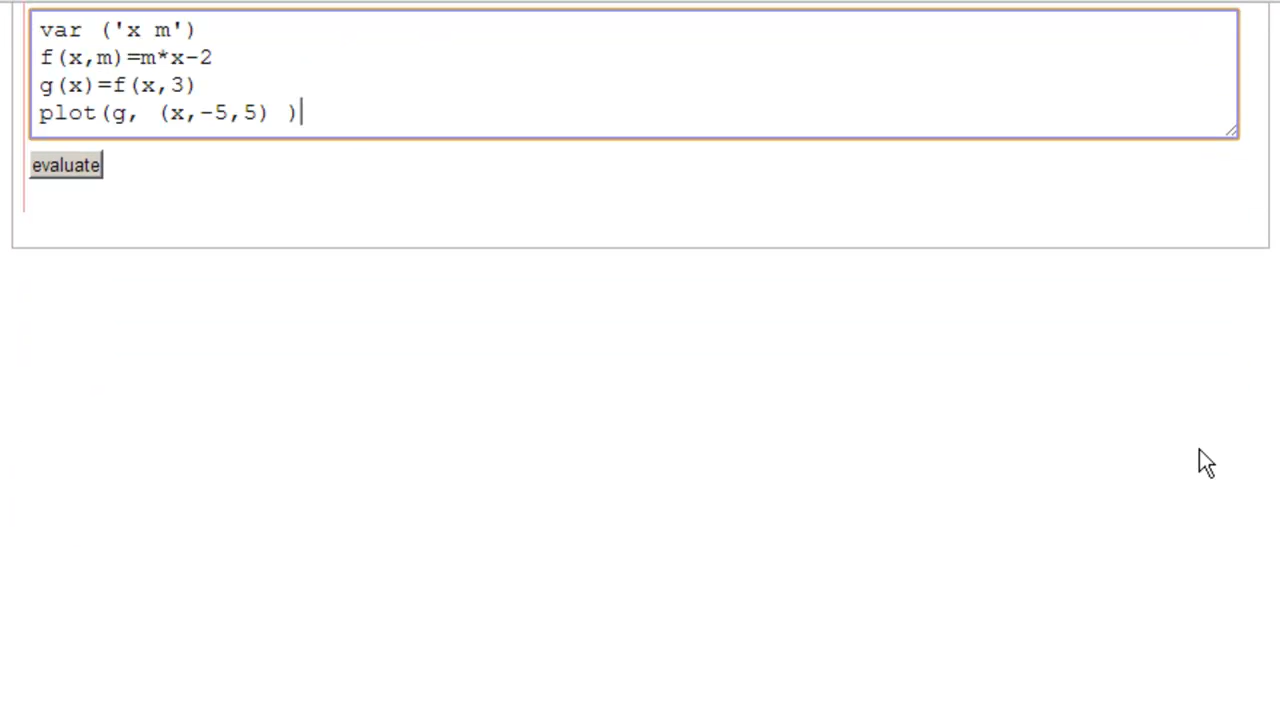 var ('x m')
f(x,m)=m*x-2
g(x)=f(x,3)
plot(g, (x,-5,5) )
evaluate